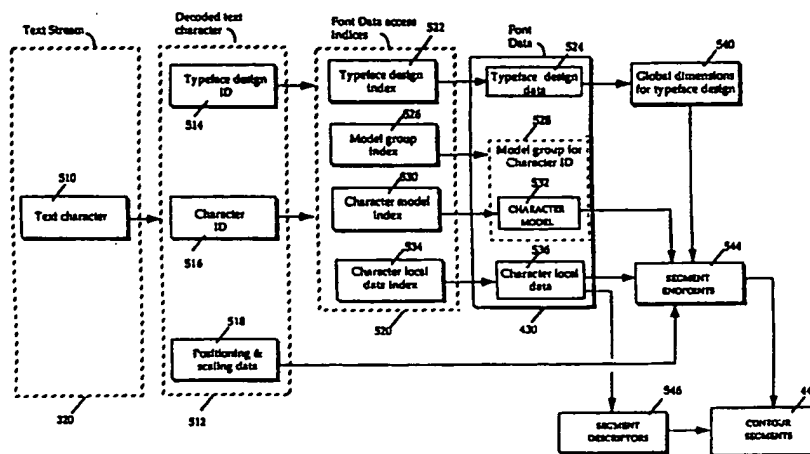 Text Stream
Decoded text
character
Font Data access
Indices
522
Font
Data
524
540
Typeface design
ID
514
Typeface design
index
Typeface design
data
Global dimensions
for typeface design
526
Model group
index
528
Model group for
Character ID
510
Text character
Character
ID
516
530
Character model
index
532
CHARACTER
MODEL
534
Character local
data index
536
Character local
data
544
SEGMENT
ENDPOINTS
518
Positioning &
scaling data
520
430
320
512
546
SEGMENT
DESCRIPTORS
44
CONTOUR
SEGMENTS